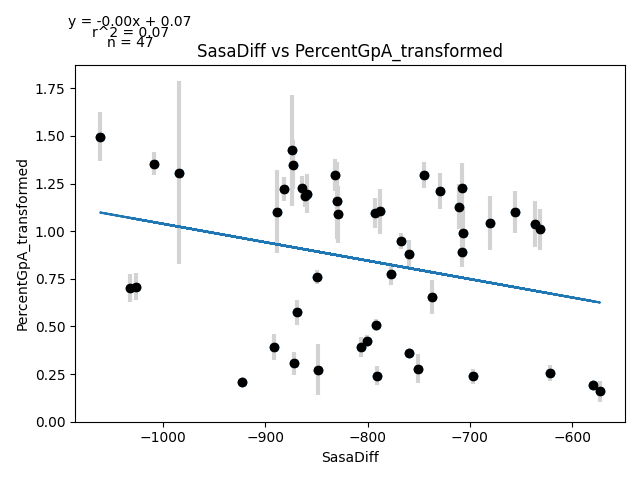 y = -0.00x + 0.07
r^2 = 0.07
n = 47
SasaDiff vs PercentGpA_transformed
PercentGpA_transformed
1.75
1.50
1.25
1.00
0.75
0.50
0.25
0.00
−1000 −900 −800 −700 −600
SasaDiff